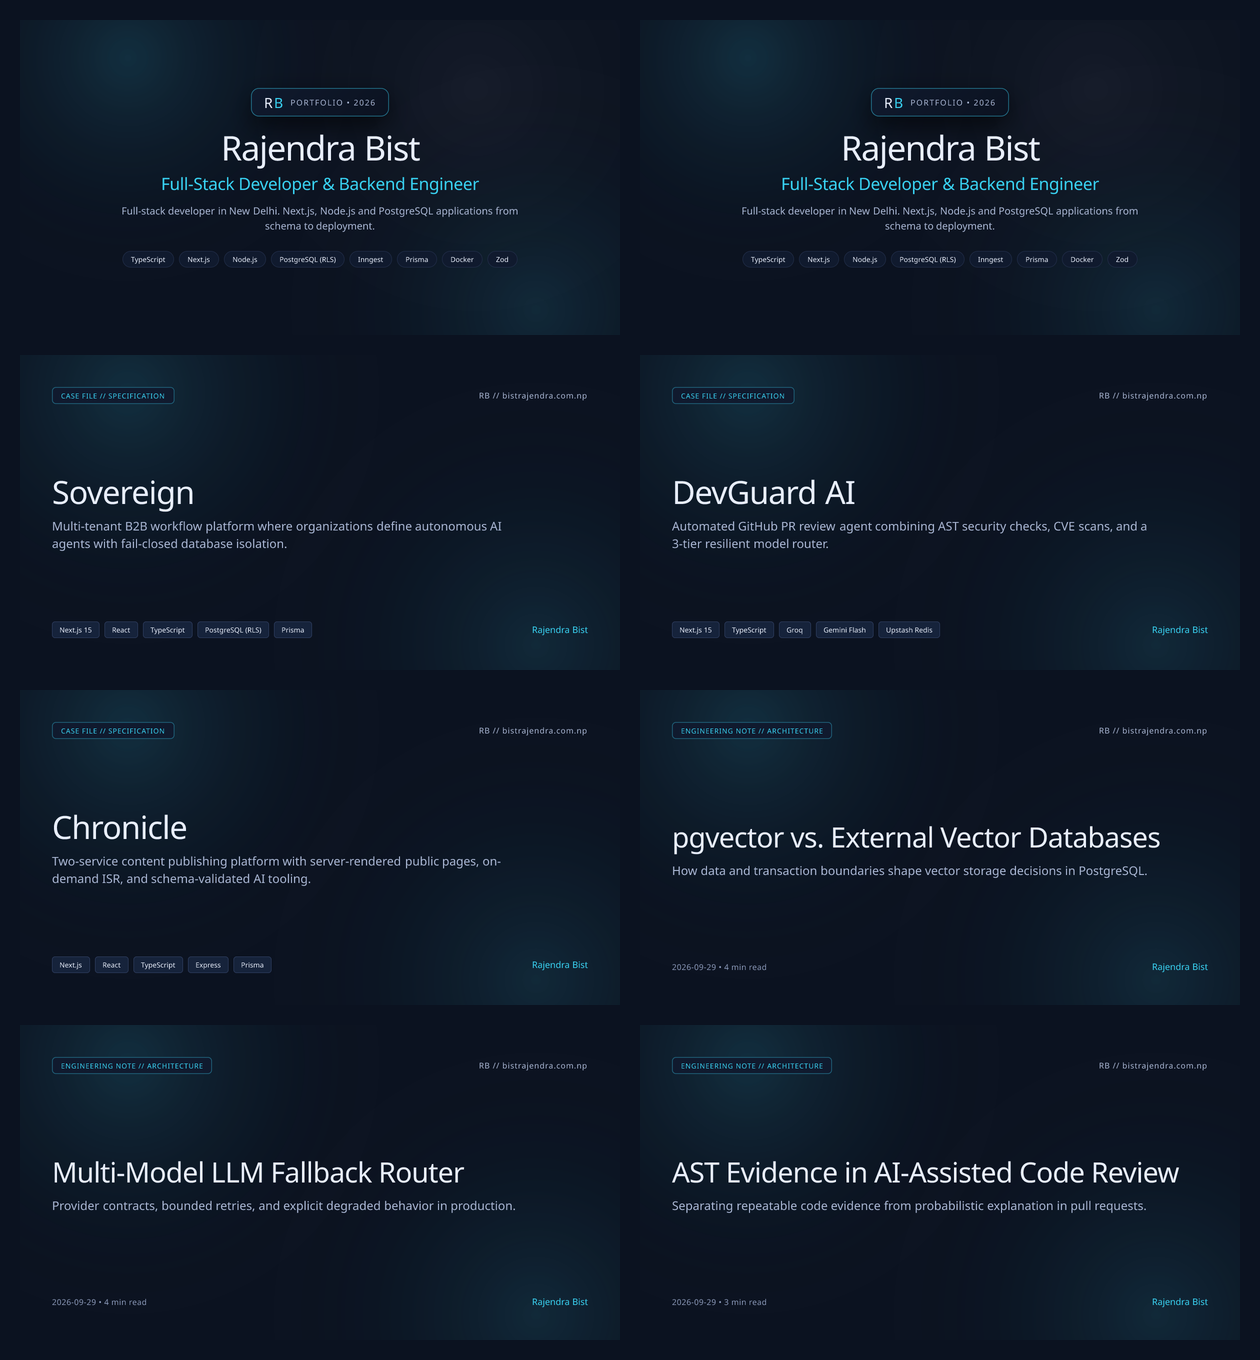 RB PORTFOLIO • 2026
Rajendra Bist
Full-Stack Developer & Backend Engineer
Full-stack developer in New Delhi. Next.js, Node.js and PostgreSQL applications from
schema to deployment.
TypeScript Next.js Node.js PostgreSQL (RLS) Inngest Prisma Docker Zod
RB PORTFOLIO • 2026
Rajendra Bist
Full-Stack Developer & Backend Engineer
Full-stack developer in New Delhi. Next.js, Node.js and PostgreSQL applications from
schema to deployment.
TypeScript Next.js Node.js PostgreSQL (RLS) Inngest Prisma Docker Zod
CASE FILE // SPECIFICATION
RB // bistrajendra.com.np
Sovereign
Multi-tenant B2B workflow platform where organizations define autonomous AI
agents with fail-closed database isolation.
Next.js 15 React TypeScript PostgreSQL (RLS) Prisma
Rajendra Bist
CASE FILE // SPECIFICATION
RB // bistrajendra.com.np
DevGuard AI
Automated GitHub PR review agent combining AST security checks, CVE scans, and a
3-tier resilient model router.
Next.js 15 TypeScript Groq Gemini Flash Upstash Redis
Rajendra Bist
CASE FILE // SPECIFICATION
RB // bistrajendra.com.np
Chronicle
Two-service content publishing platform with server-rendered public pages, on-
demand ISR, and schema-validated AI tooling.
Next.js React TypeScript Express Prisma
Rajendra Bist
ENGINEERING NOTE // ARCHITECTURE
RB // bistrajendra.com.np
pgvector vs. External Vector Databases
How data and transaction boundaries shape vector storage decisions in PostgreSQL.
2026-09-29 • 4 min read
Rajendra Bist
ENGINEERING NOTE // ARCHITECTURE
RB // bistrajendra.com.np
Multi-Model LLM Fallback Router
Provider contracts, bounded retries, and explicit degraded behavior in production.
2026-09-29 • 4 min read
Rajendra Bist
ENGINEERING NOTE // ARCHITECTURE
RB // bistrajendra.com.np
AST Evidence in AI-Assisted Code Review
Separating repeatable code evidence from probabilistic explanation in pull requests.
2026-09-29 • 3 min read
Rajendra Bist